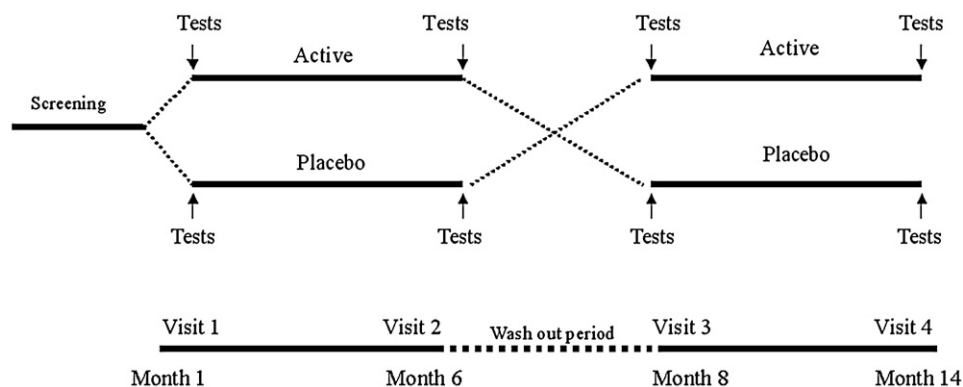 Tests Tests Tests Tests
Active Active
Screening
Placebo Placebo
Tests Tests Tests Tests
Visit 1 Visit 2 Wash out period Visit 3 Visit 4
Month 1 Month 6 Month 8 Month 14